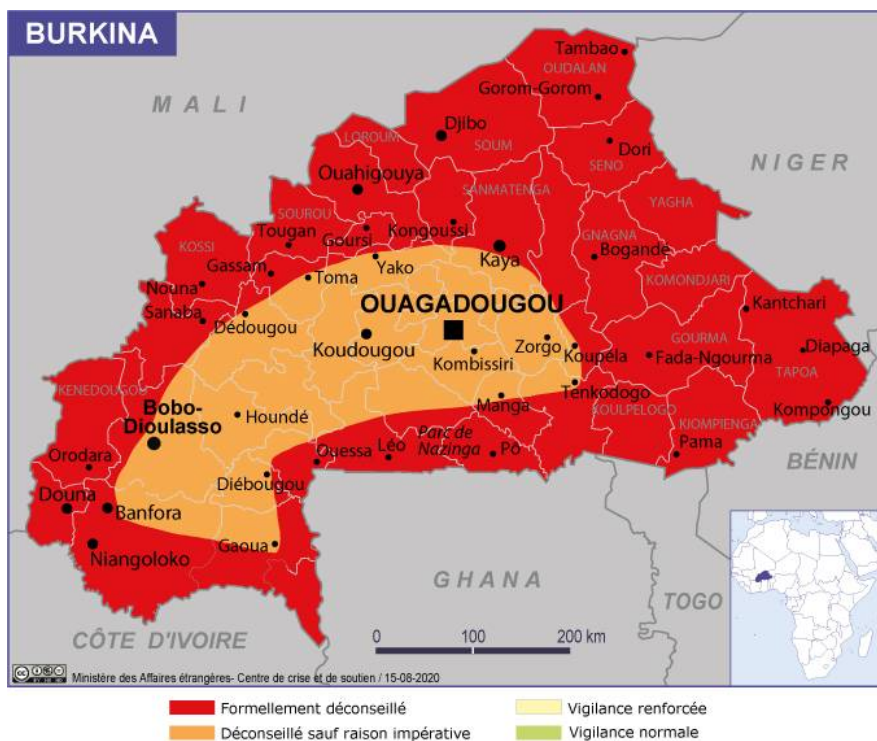 BURKINA
Tambao
OUDALAN
Gorom-Gorom
MALI
Djibo
LOROUM
SOUM
Dori
SENO
NIGER
Ouahigouya
SANMATENGA
YAGHA
SOUROU
Tougan
Goursi
Kongoussi
GNAGNA
KOSSI
Bogandé
Kaya
Gassam
Yako
KOMONDJARI
Toma
Nouna
OUAGADOUGOU
Kantchari
Sanaba
Dédougou
Koudougou
Zorgo
GOURMA
Kombissiri
Koupéla
Fada-Ngourma
Diapaga
TAPOA
KENEDOUGOU
Tenkodogo
Manga
Kompongou
Bobo-
Dioulasso
Houndé
KOULPELOGO
KIOMPIENGA
Parc de
Nazinga
Ouessa
Léo
Pô
Pama
BÉNIN
Orodara
Diébougou
Douna
Banfora
Gaoua
Niangoloko
GHANA
TOGO
CÔTE D'IVOIRE
0 100 200 km
cc BY NC ND
Ministère des Affaires étrangères- Centre de crise et de soutien / 15-08-2020
Formellement déconseillé
Vigilance renforcée
Déconseillé sauf raison impérative
Vigilance normale